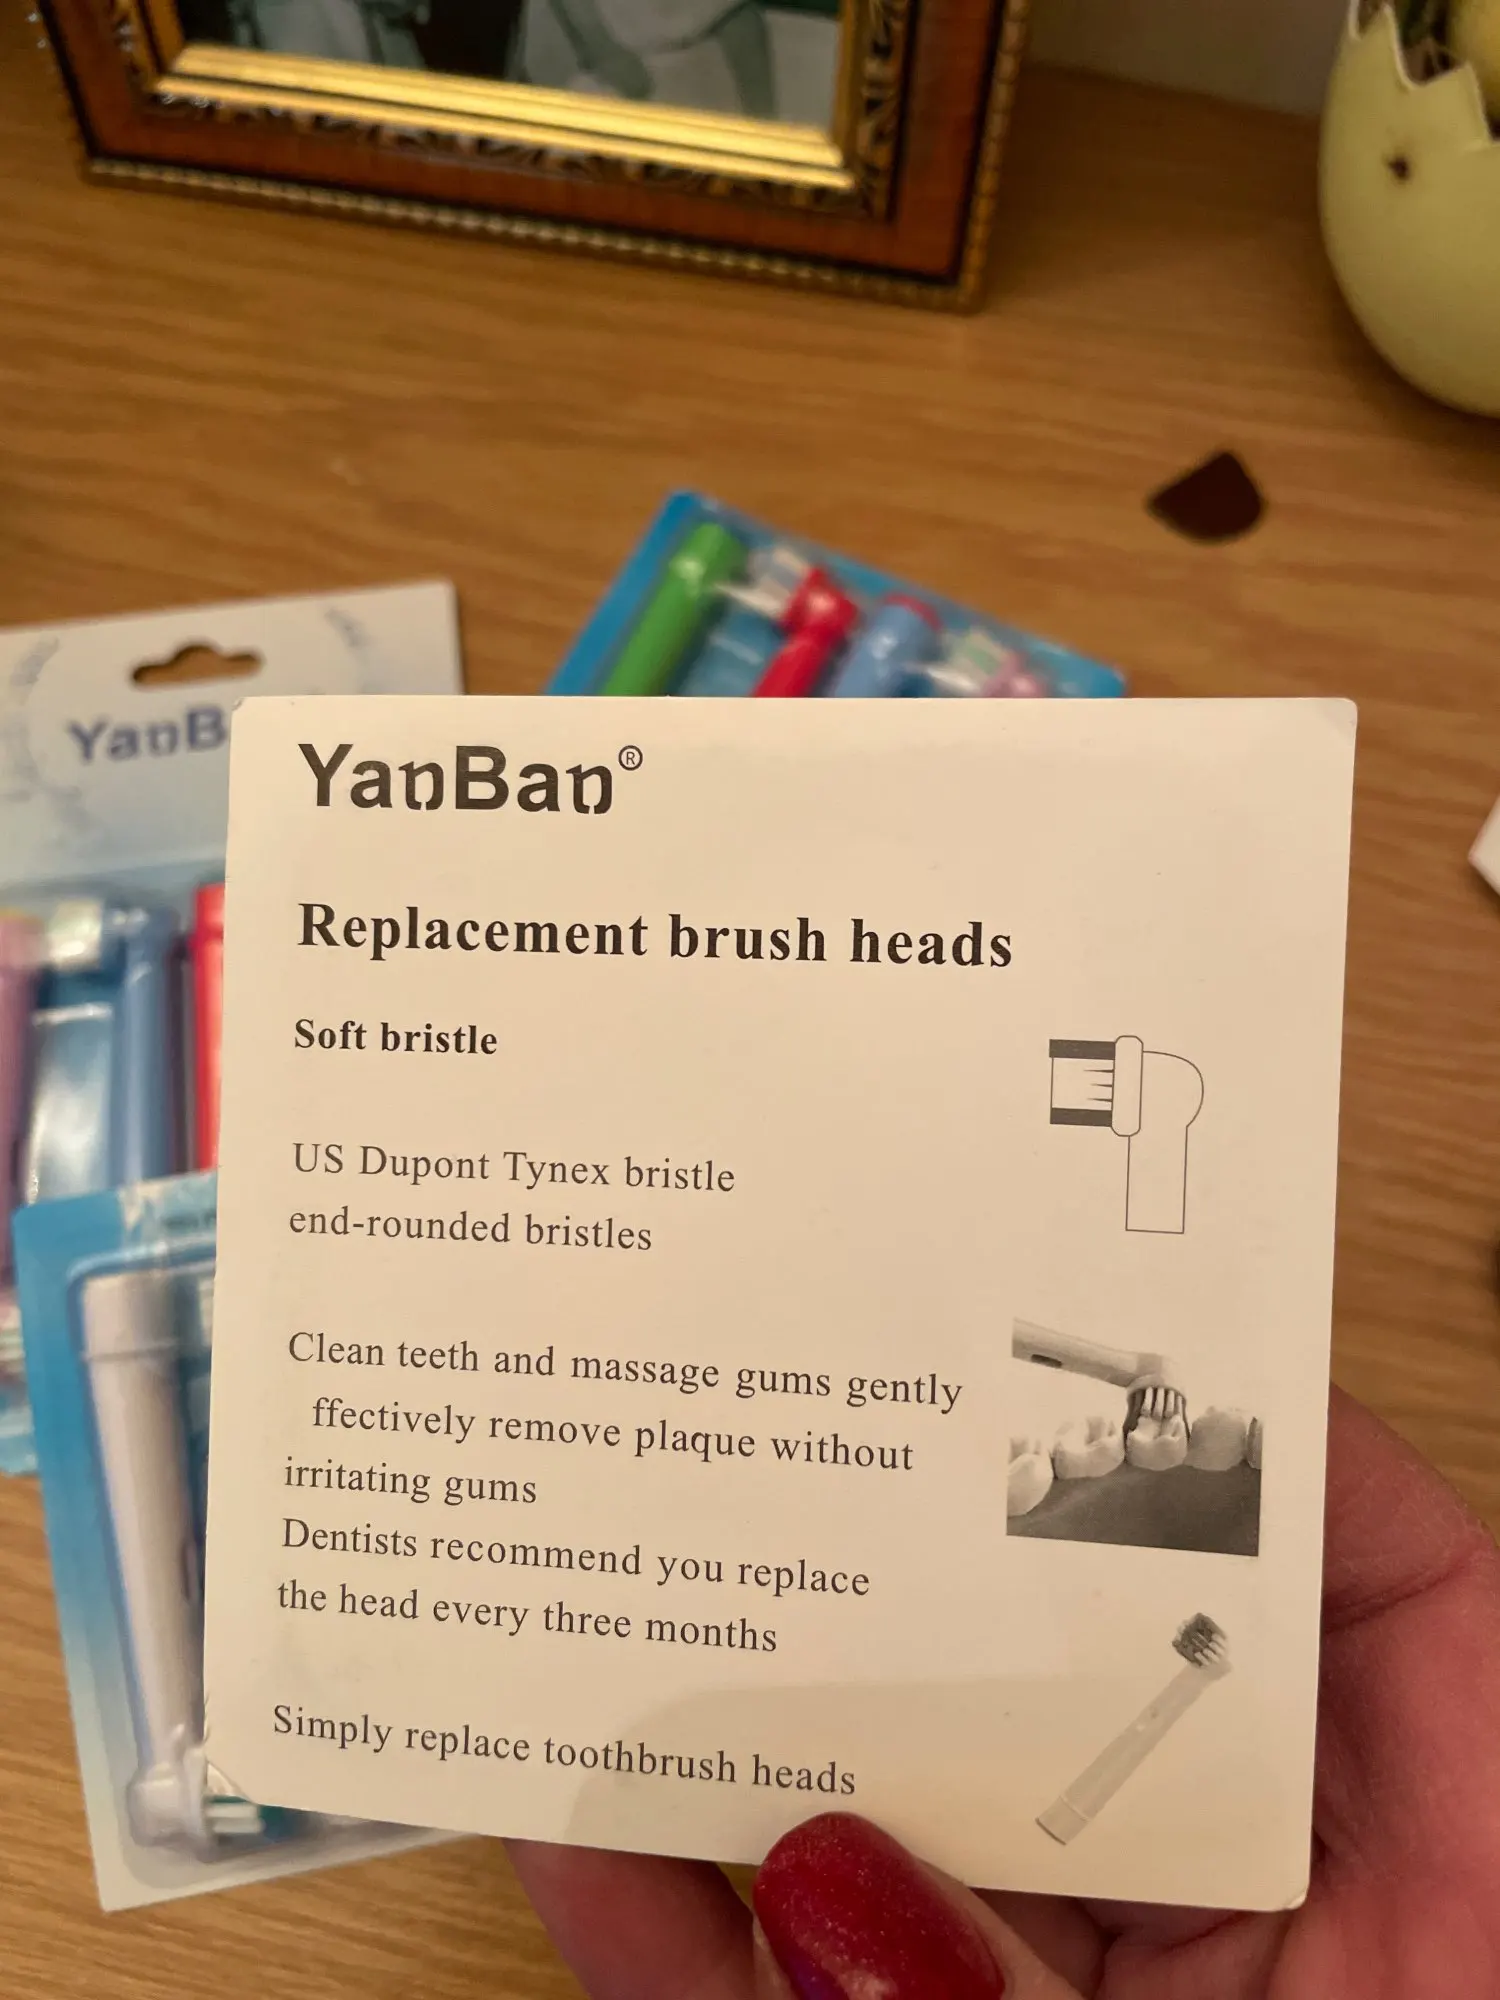 YanB
YanBan®
Replacement brush heads
Soft bristle
US Dupont Tynex bristle
end-rounded bristles
Clean teeth and massage gums gently
ffectively remove plaque without
irritating gums
Dentists recommend you replace
the head every three months
Simply replace toothbrush heads